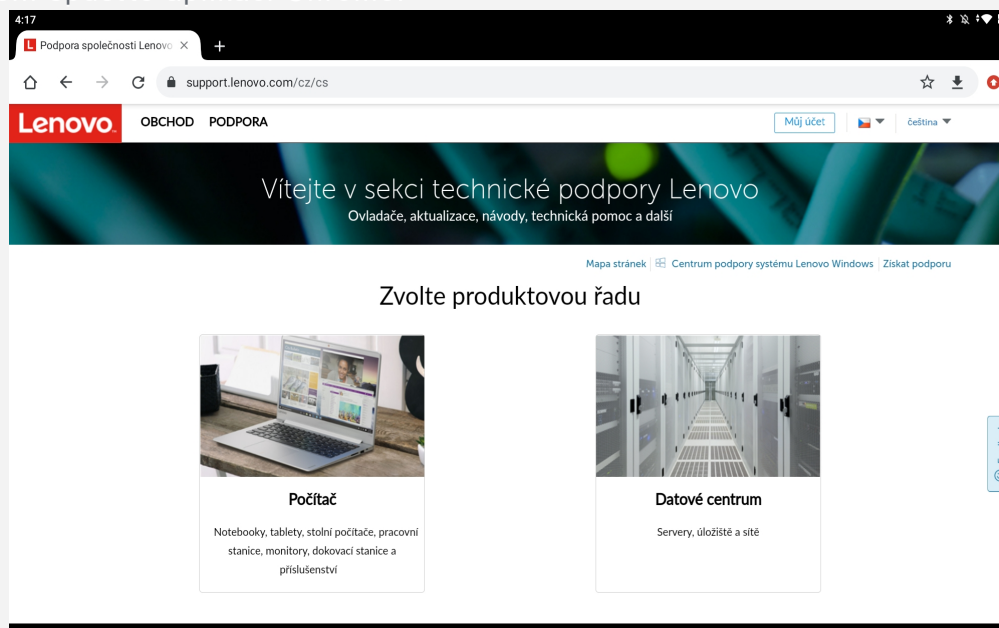 4:17
Podpora společnosti Lenovo
support.lenovo.com/cz/cs
Lenovo. OBCHOD PODPORA Můj účet čeština
Vítejte v sekci technické podpory Lenovo
Ovladače, aktualizace, návody, technická pomoc a další
Mapa stránek Centrum podpory systému Lenovo Windows Získat podporu
Zvolte produktovou řadu
Počítač
Notebooky, tablety, stolní počítače, pracovní
stanice, monitory, dokovací stanice a
příslušenství
Datové centrum
Servery, úložiště a sítě